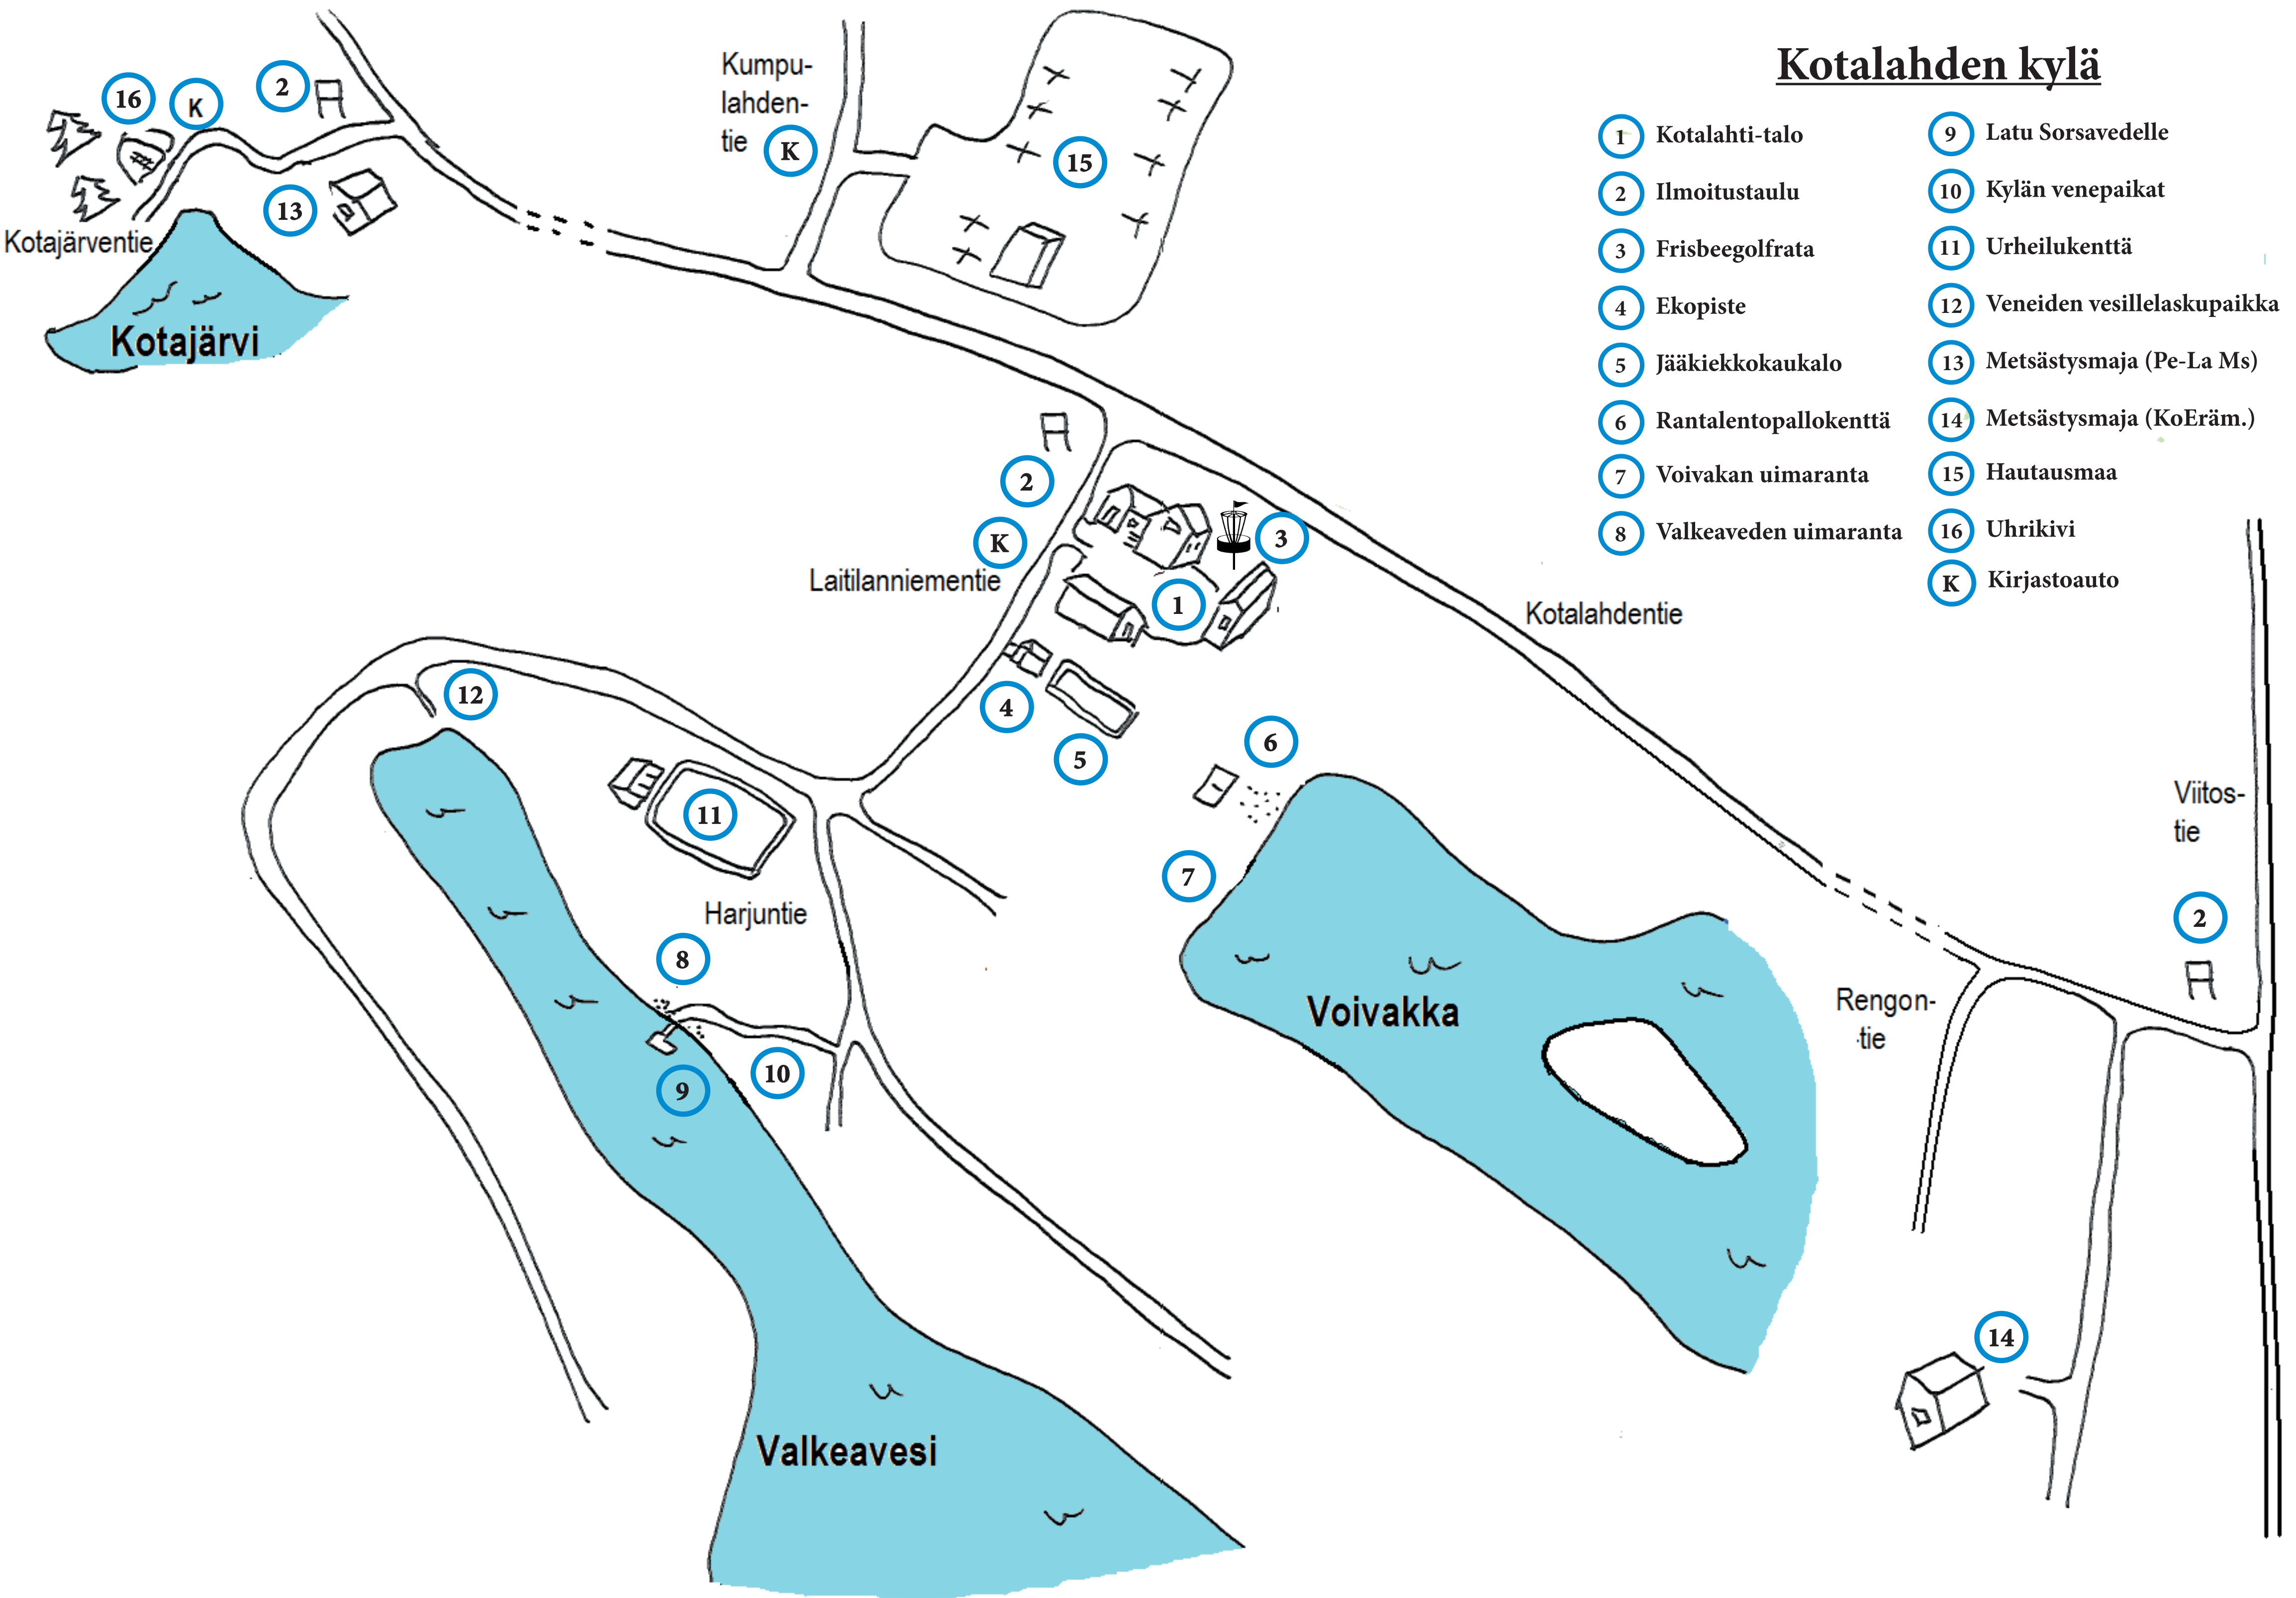 Kotalahden kylä
1 Kotalahti-talo
2 Ilmoitustaulu
3 Frisbeegolfrata
4 Ekopiste
5 Jääkiekkokaukalo
6 Rantalentopallokenttä
7 Voivakan uimaranta
8 Valkeaveden uimaranta
9 Latu Sorsavedelle
10 Kylän venepaikat
11 Urheilukenttä
12 Veneiden vesillelaskupaikka
13 Metsästysmaja (Pe-La Ms)
14 Metsästysmaja (KoEräm.)
15 Hautausmaa
16 Uhrikivi
K Kirjastoauto
16
K
2
13
Kotajärventie
Kotajärvi
Kumpu-
lahden-
tie
K
15
2
K
Laitilanniementie
3
1
4
5
Kotalahdentie
12
11
Harjuntie
8
9
10
6
7
Voivakka
Valkeavesi
Viitos-
tie
2
Rengon-
tie
14